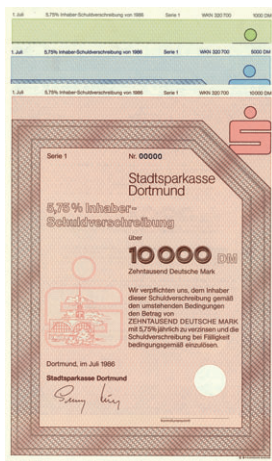 1. Juli 5,75% Inhaber-Schuldverschreibung von 1986 Serie 1 WKN 320 700 1000 DM
1. Juli 5,75% Inhaber-Schuldverschreibung von 1986 Serie 1 WKN 320 700 5000 DM
1. Juli 5,75% Inhaber-Schuldverschreibung von 1986 Serie 1 WKN 320 700 10 000 DM
Serie 1 Nr. 00000
Stadtsparkasse
Dortmund
5,75% Inhaber-
Schuldverschreibung
über
10 000 DM
Zehntausend Deutsche Mark
Wir verpflichten uns, dem Inhaber
dieser Schuldverschreibung gemäß
den umstehenden Bedingungen
den Betrag von
ZEHNTAUSEND DEUTSCHE MARK
mit 5,75% jährlich zu verzinsen und die
Schuldverschreibung bei Fälligkeit
bedingungsgemäß einzulösen.
Dortmund, im Juli 1986
Stadtsparkasse Dortmund